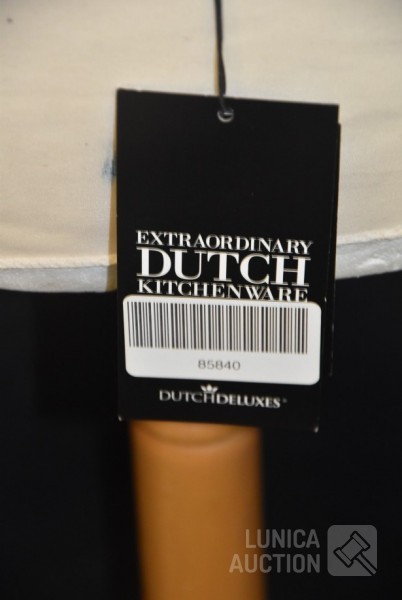 EXTRAORDINARY
DUTCH
KITCHENWARE
85840
DUTCHDELUXES®
LUNICA
AUCTION